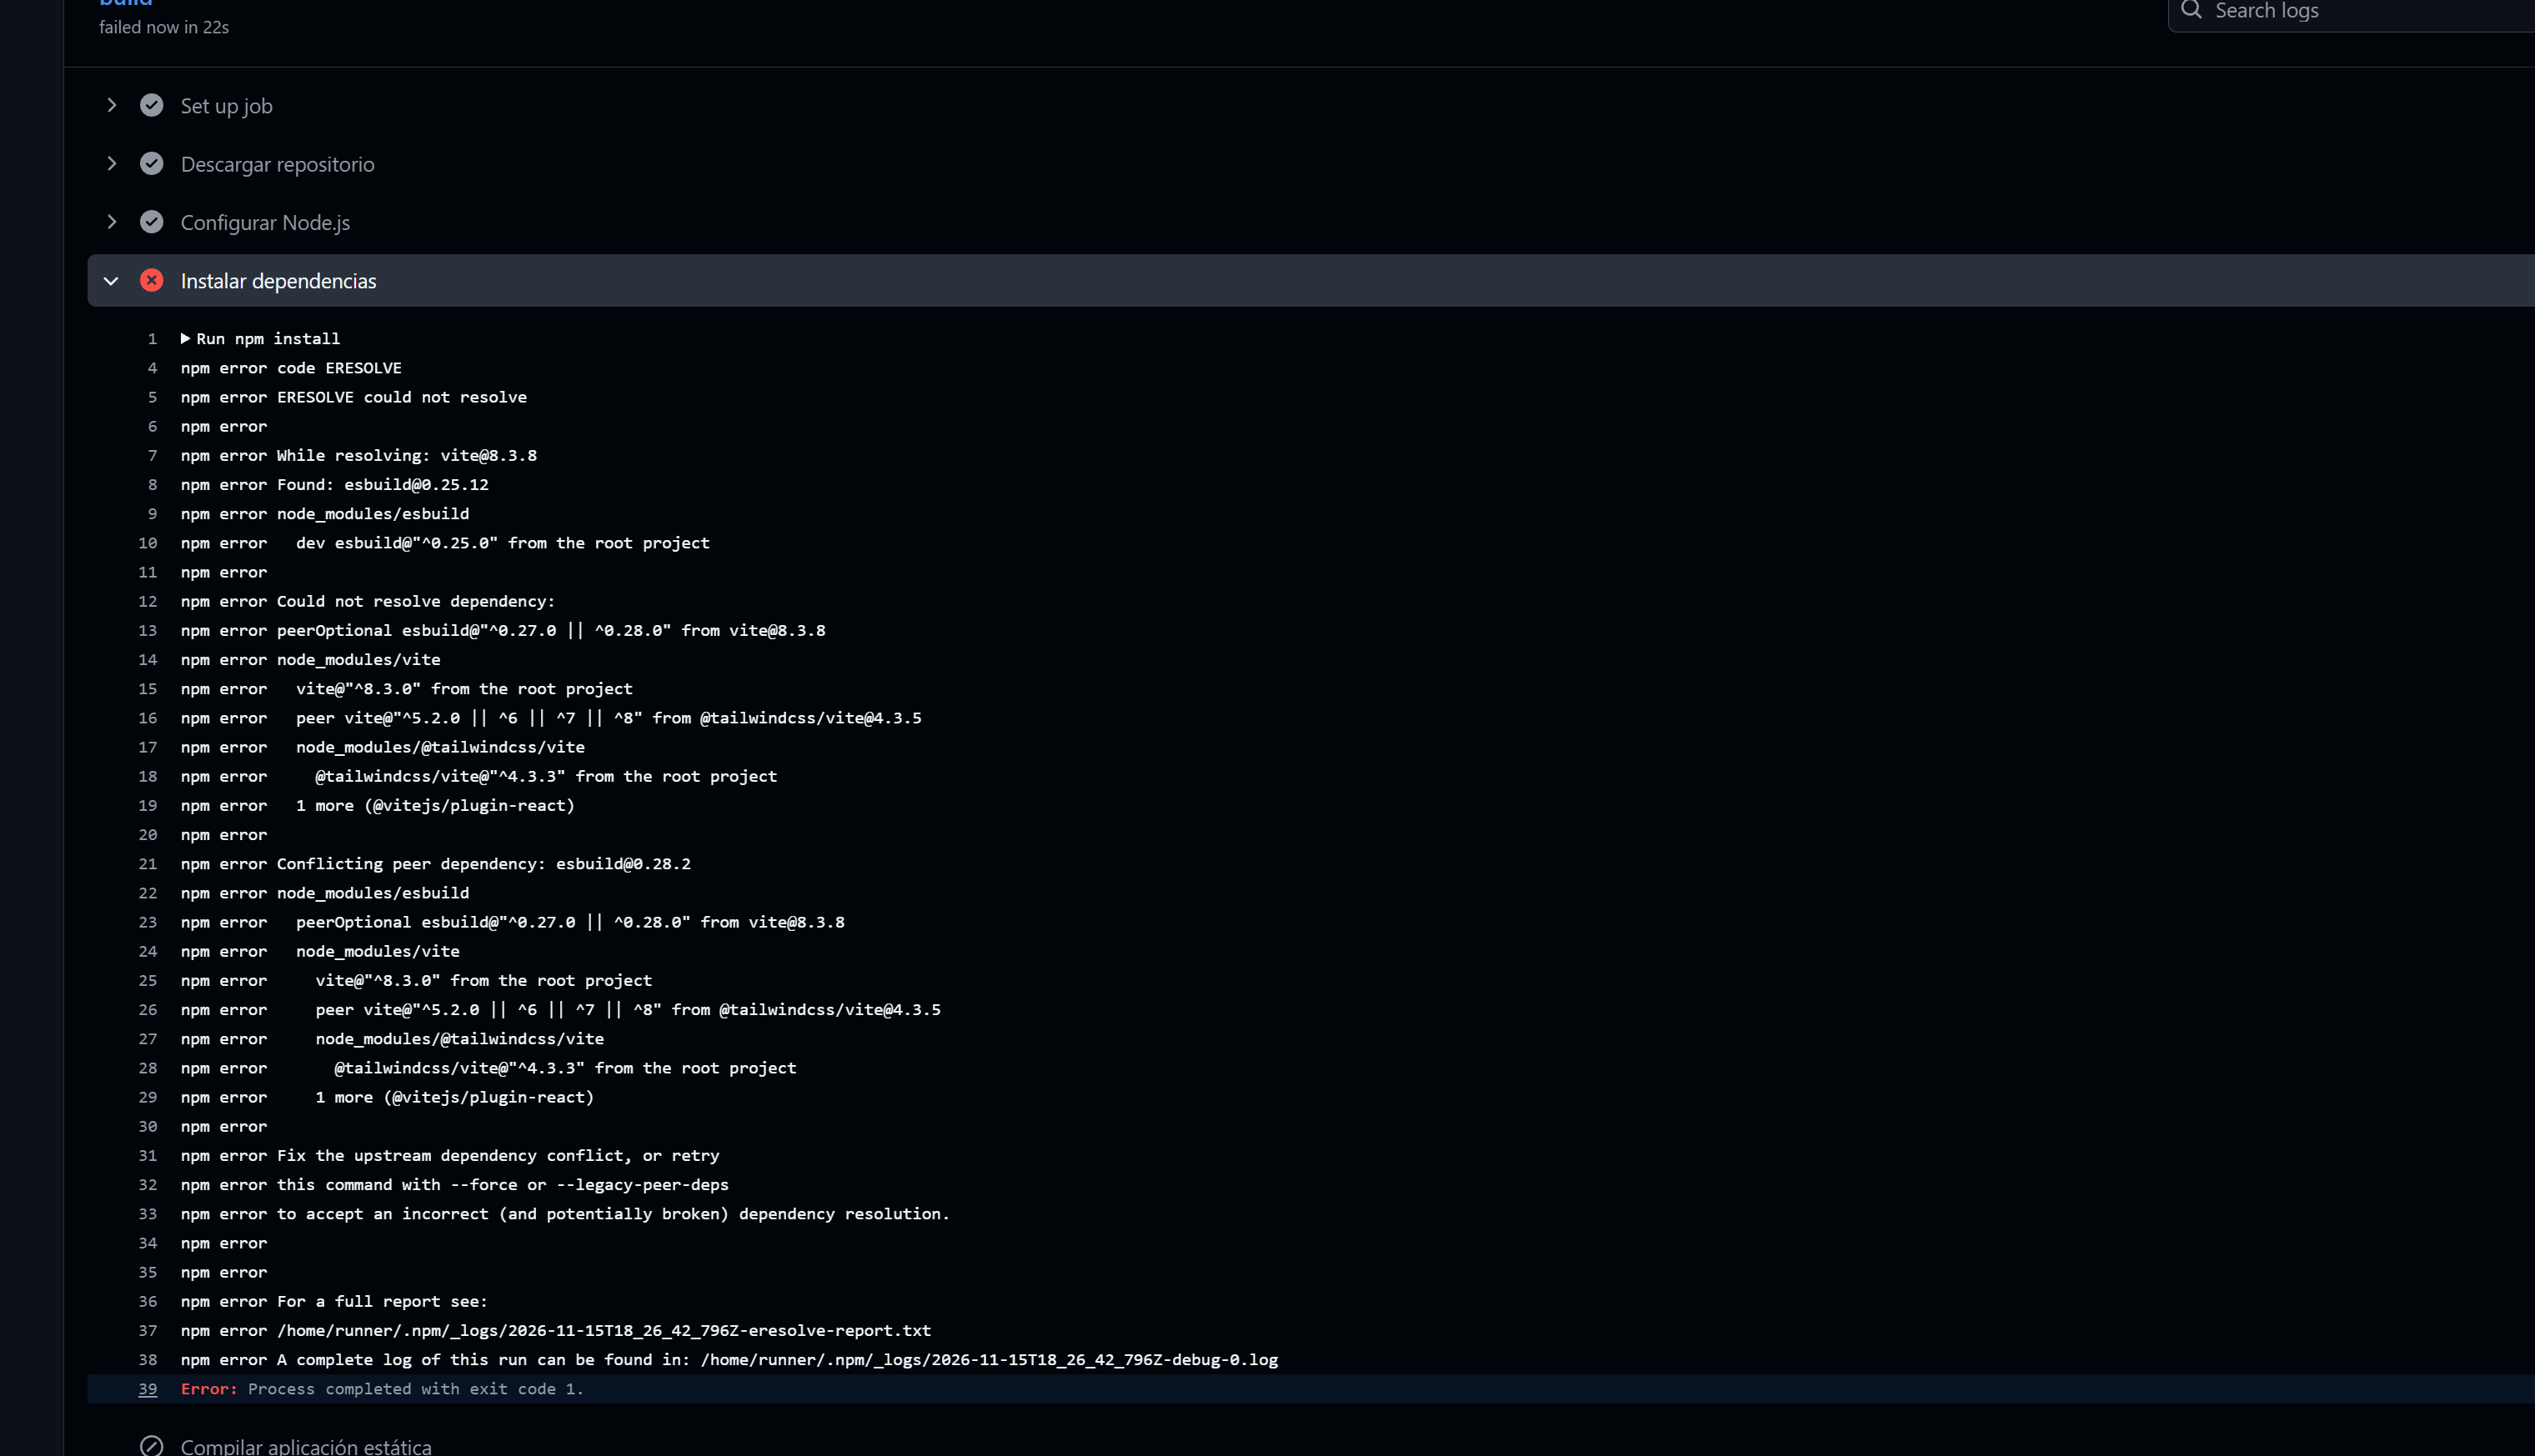 build
failed now in 22s
Search logs
Set up job
Descargar repositorio
Configurar Node.js
Instalar dependencias
1 Run npm install
4 npm error code ERESOLVE
5 npm error ERESOLVE could not resolve
6 npm error
7 npm error While resolving: vite@8.3.8
8 npm error Found: esbuild@0.25.12
9 npm error node_modules/esbuild
10 npm error   dev esbuild@"^0.25.0" from the root project
11 npm error
12 npm error Could not resolve dependency:
13 npm error peerOptional esbuild@"^0.27.0 || ^0.28.0" from vite@8.3.8
14 npm error node_modules/vite
15 npm error   vite@"^8.3.0" from the root project
16 npm error   peer vite@"^5.2.0 || ^6 || ^7 || ^8" from @tailwindcss/vite@4.3.5
17 npm error   node_modules/@tailwindcss/vite
18 npm error     @tailwindcss/vite@"^4.3.3" from the root project
19 npm error   1 more (@vitejs/plugin-react)
20 npm error
21 npm error Conflicting peer dependency: esbuild@0.28.2
22 npm error node_modules/esbuild
23 npm error   peerOptional esbuild@"^0.27.0 || ^0.28.0" from vite@8.3.8
24 npm error   node_modules/vite
25 npm error     vite@"^8.3.0" from the root project
26 npm error     peer vite@"^5.2.0 || ^6 || ^7 || ^8" from @tailwindcss/vite@4.3.5
27 npm error     node_modules/@tailwindcss/vite
28 npm error       @tailwindcss/vite@"^4.3.3" from the root project
29 npm error     1 more (@vitejs/plugin-react)
30 npm error
31 npm error Fix the upstream dependency conflict, or retry
32 npm error this command with --force or --legacy-peer-deps
33 npm error to accept an incorrect (and potentially broken) dependency resolution.
34 npm error
35 npm error
36 npm error For a full report see:
37 npm error /home/runner/.npm/_logs/2026-11-15T18_26_42_796Z-eresolve-report.txt
38 npm error A complete log of this run can be found in: /home/runner/.npm/_logs/2026-11-15T18_26_42_796Z-debug-0.log
39 Error: Process completed with exit code 1.
Compilar aplicación estática